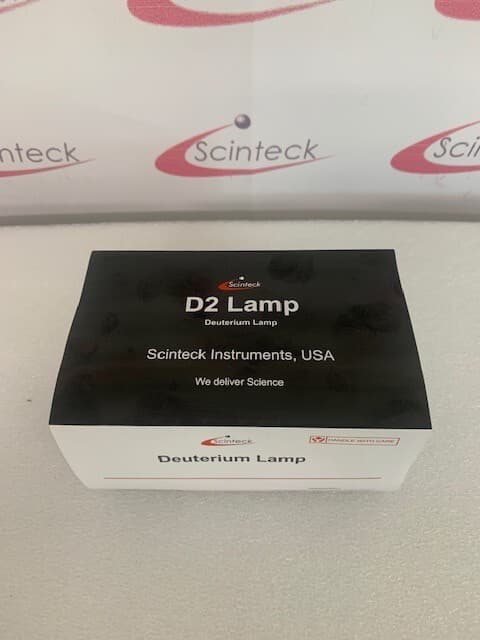 Scinteck
Scinteck
Sci
Scinteck
D2 Lamp
Deuterium Lamp
Scinteck Instruments, USA
We deliver Science
Scinteck
HANDLE WITH CARE
Deuterium Lamp